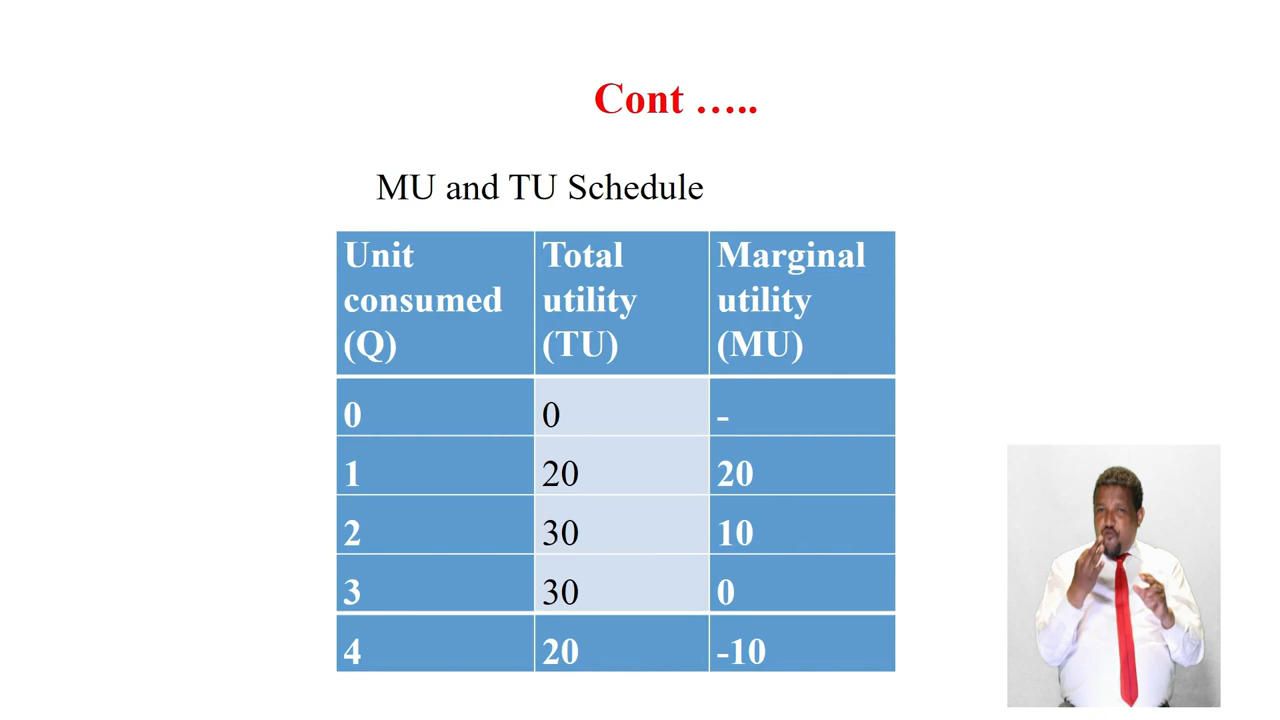 Cont …..
MU and TU Schedule
Unit consumed (Q) Total utility (TU) Marginal utility (MU)
0 0 -
1 20 20
2 30 10
3 30 0
4 20 -10